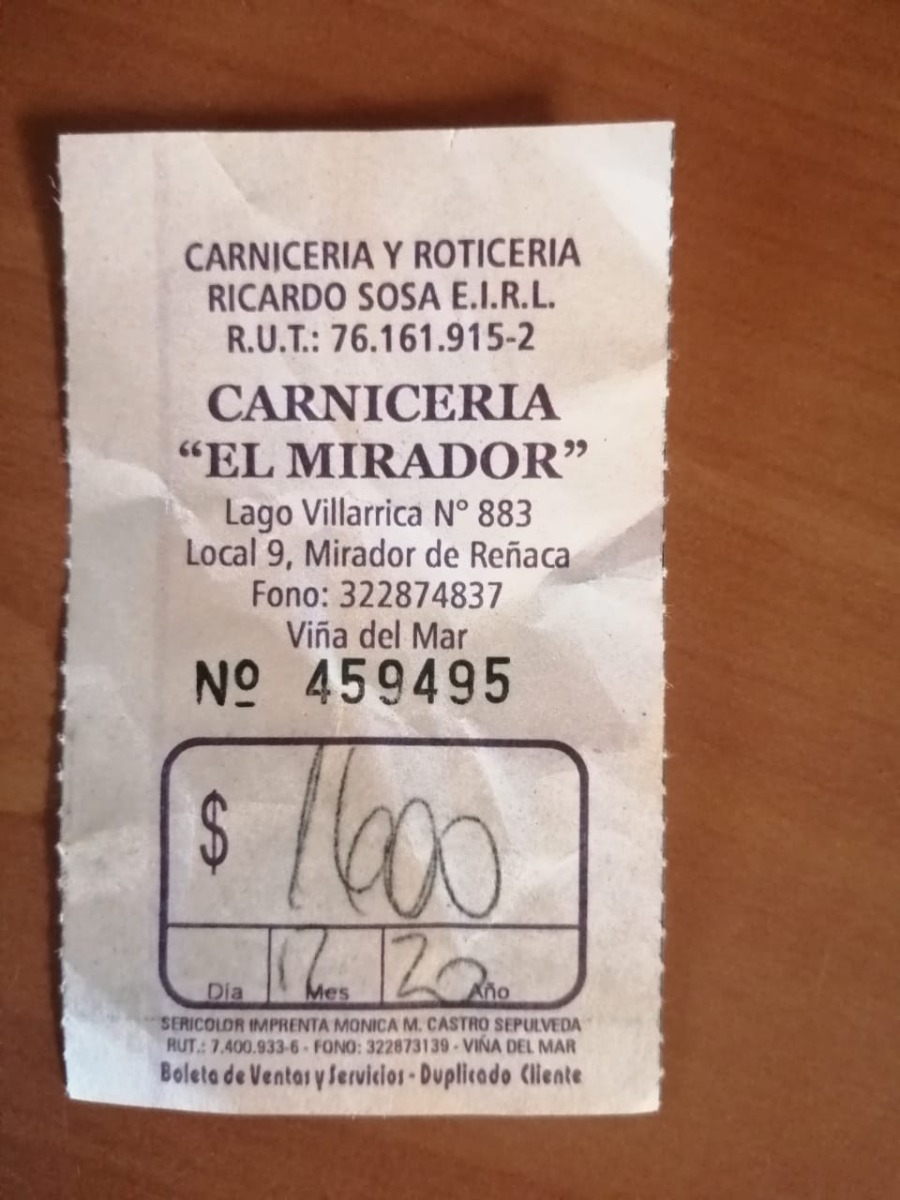 CARNICERIA Y ROTICERIA
RICARDO SOSA E.I.R.L.
R.U.T.: 76.161.915-2
CARNICERIA
“EL MIRADOR”
Lago Villarrica N° 883
Local 9, Mirador de Reñaca
Fono: 322874837
Viña del Mar
Nº 459495
$ 1600
Día 12 Mes 20 Año
SERICOLOR IMPRENTA MONICA M. CASTRO SEPULVEDA
RUT.: 7.400.933-6 - FONO: 322873139 - VIÑA DEL MAR
Boleta de Ventas y Servicios - Duplicado Cliente